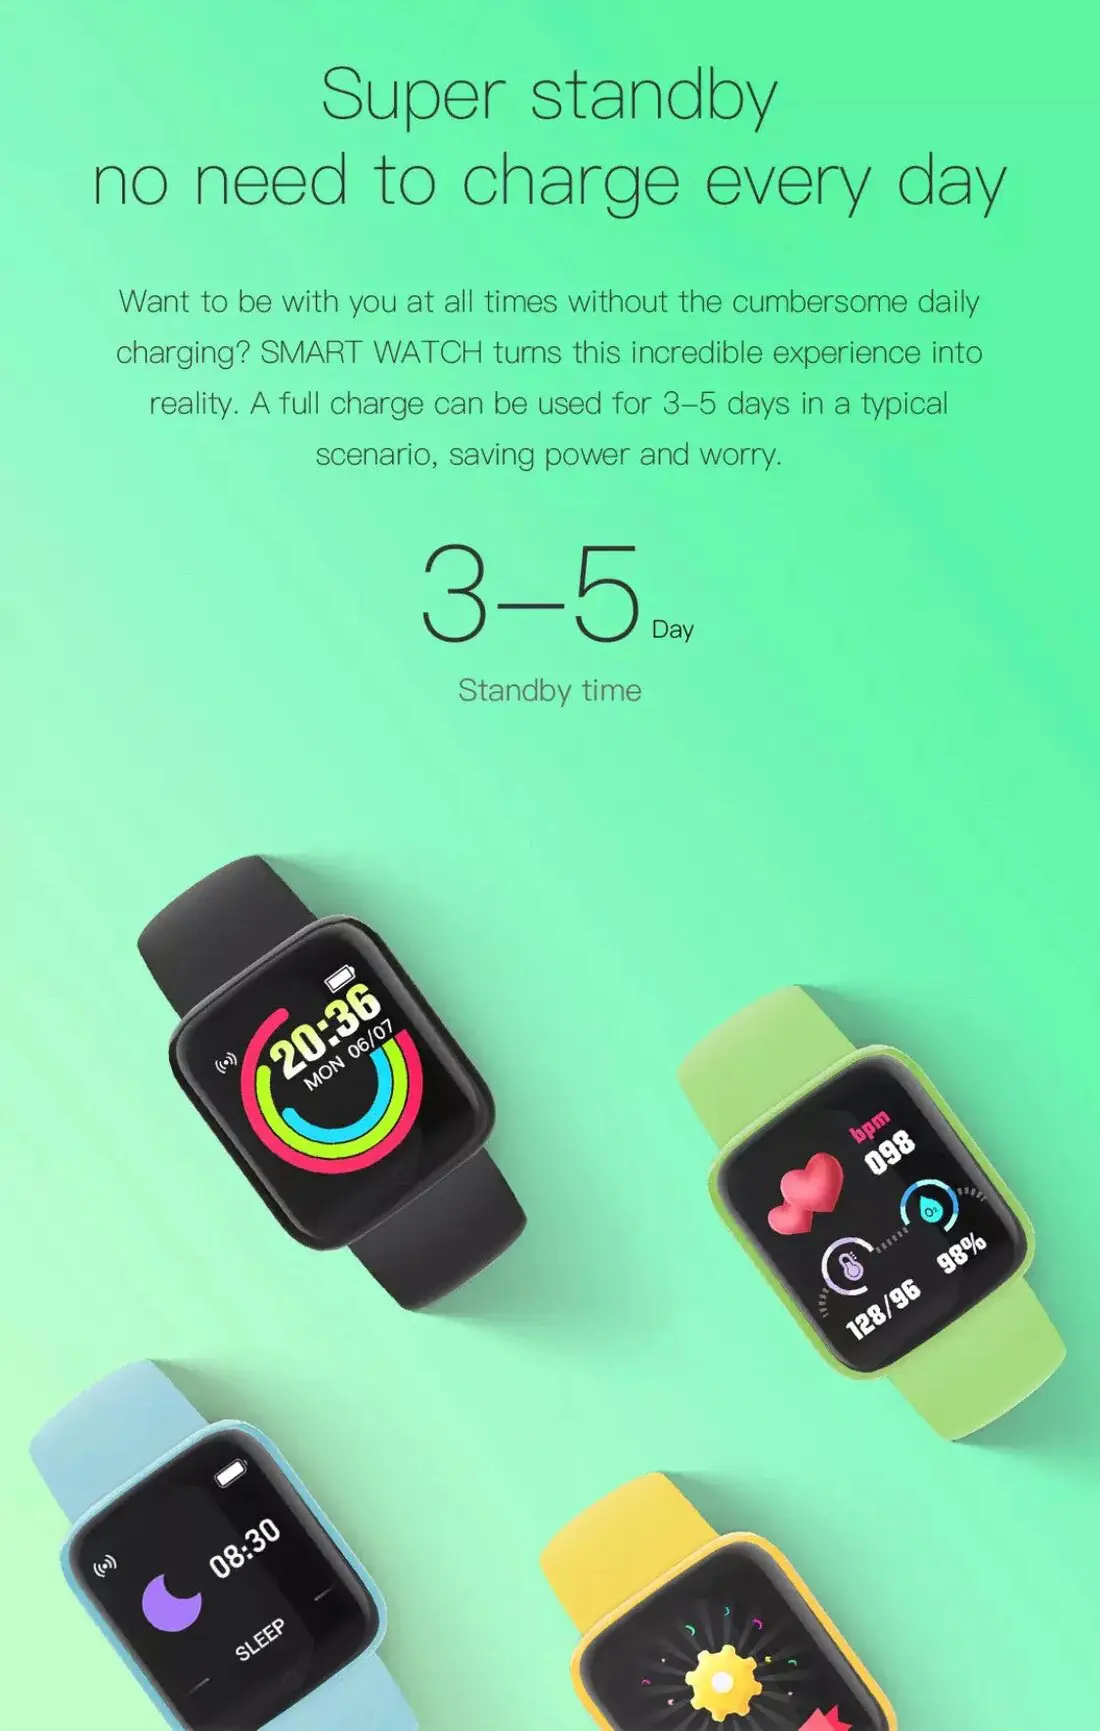 Super standby
no need to charge every day
Want to be with you at all times without the cumbersome daily
charging? SMART WATCH turns this incredible experience into
reality. A full charge can be used for 3–5 days in a typical
scenario, saving power and worry.
3–5 Day
Standby time
20:36
MON 06/07
bpm
098
O₂
98%
128/96
08:30
SLEEP